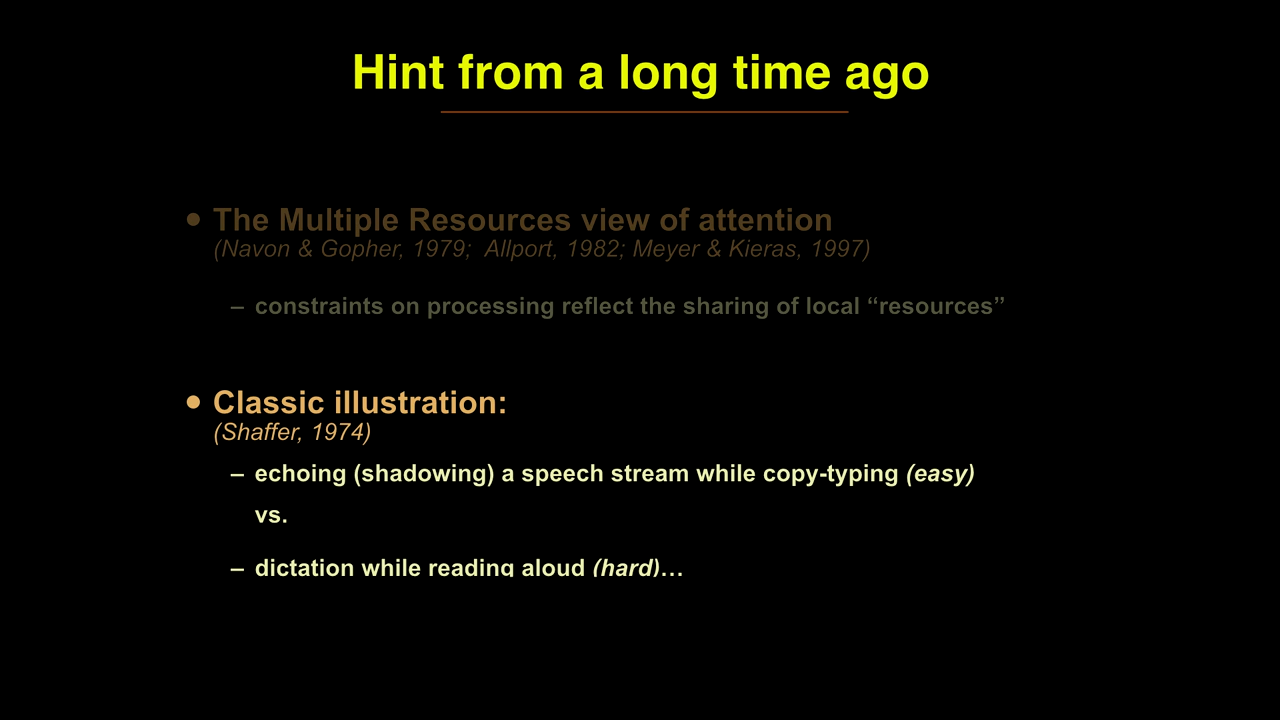 Hint from a long time ago
• The Multiple Resources view of attention
(Navon & Gopher, 1979;  Allport, 1982; Meyer & Kieras, 1997)
– constraints on processing reflect the sharing of local “resources”
• Classic illustration:
(Shaffer, 1974)
– echoing (shadowing) a speech stream while copy-typing (easy)
vs.
– dictation while reading aloud (hard)…